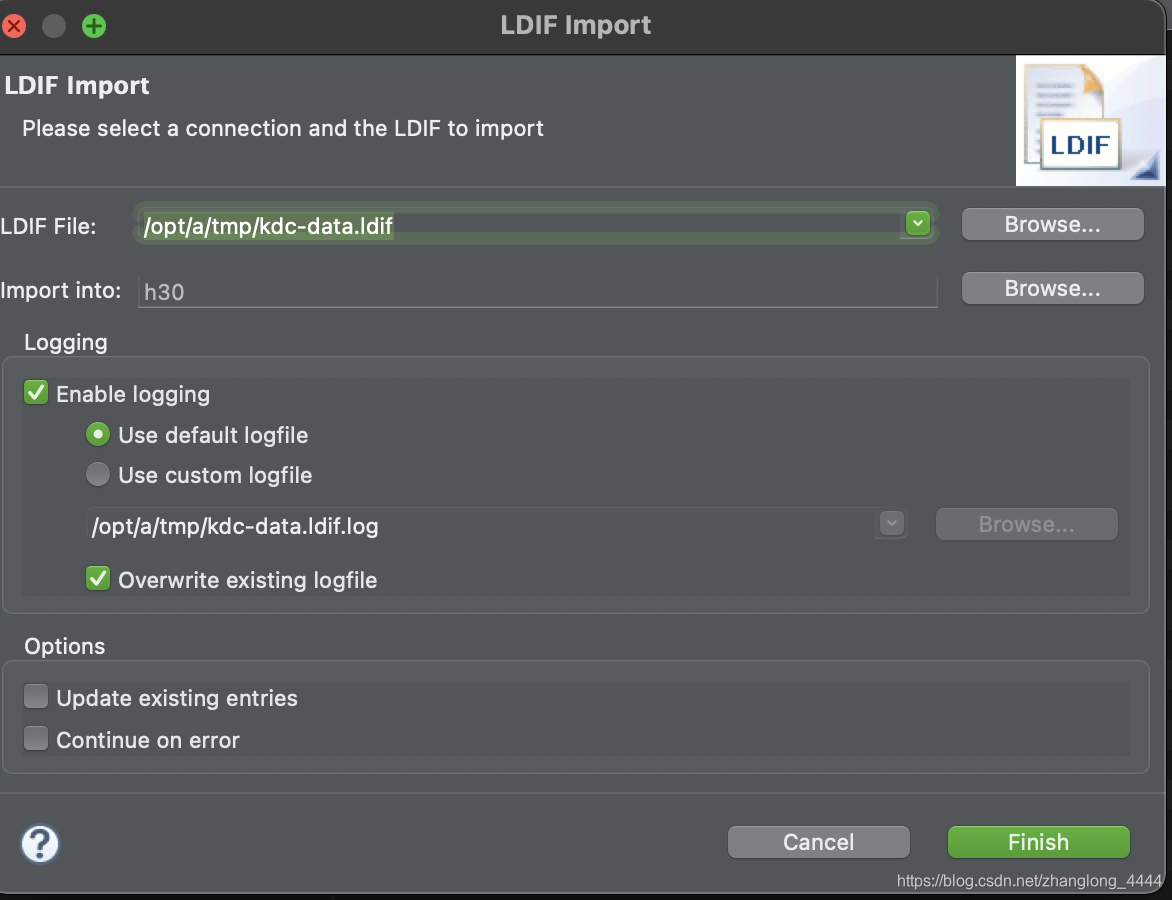 LDIF Import
LDIF Import
Please select a connection and the LDIF to import
LDIF
LDIF File: /opt/a/tmp/kdc-data.ldif Browse...
Import into: h30 Browse...
Logging
Enable logging
Use default logfile
Use custom logfile
/opt/a/tmp/kdc-data.ldif.log Browse...
Overwrite existing logfile
Options
Update existing entries
Continue on error
? Cancel Finish
https://blog.csdn.net/zhanglong_4444